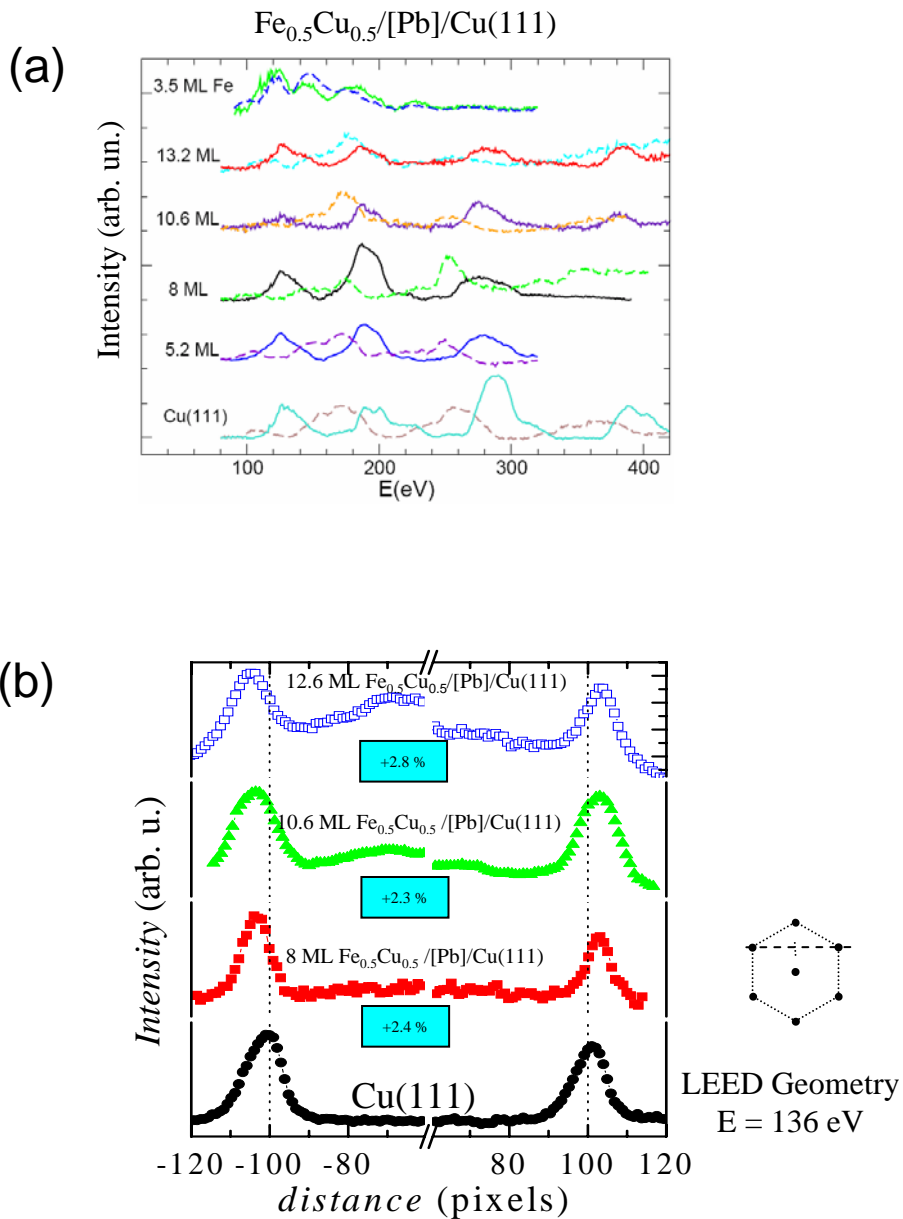 Fe0.5Cu0.5/[Pb]/Cu(111)
(a)
3.5 ML Fe
13.2 ML
10.6 ML
8 ML
5.2 ML
Cu(111)
Intensity (arb. un.)
100 200 300 400
E(eV)
(b)
12.6 ML Fe0.5Cu0.5/[Pb]/Cu(111)
+2.8 %
10.6 ML Fe0.5Cu0.5 /[Pb]/Cu(111)
+2.3 %
8 ML Fe0.5Cu0.5 /[Pb]/Cu(111)
+2.4 %
Cu(111)
Intensity (arb. u.)
-120 -100 -80 80 100 120
distance (pixels)
LEED Geometry
E = 136 eV